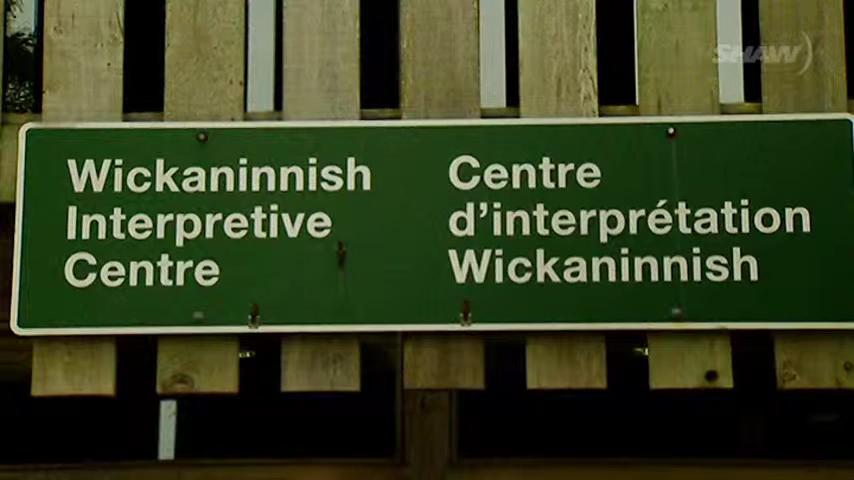 SHAW)
Wickaninnish
Interpretive
Centre
Centre
d'interprétation
Wickaninnish